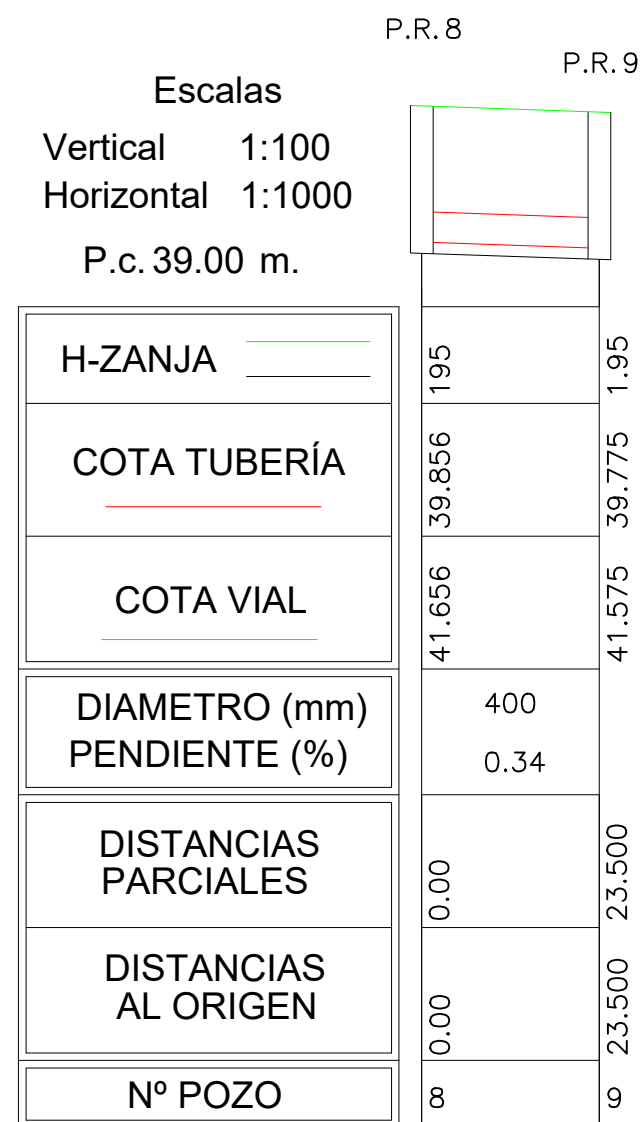 P.R. 8
P.R. 9
Escalas
Vertical 1:100
Horizontal 1:1000
P.c. 39.00 m.
H-ZANJA 195 1.95
COTA TUBERÍA 39.856 39.775
COTA VIAL 41.656 41.575
DIAMETRO (mm) 400
PENDIENTE (%) 0.34
DISTANCIAS
PARCIALES 0.00 23.500
DISTANCIAS
AL ORIGEN 0.00 23.500
Nº POZO 8 9